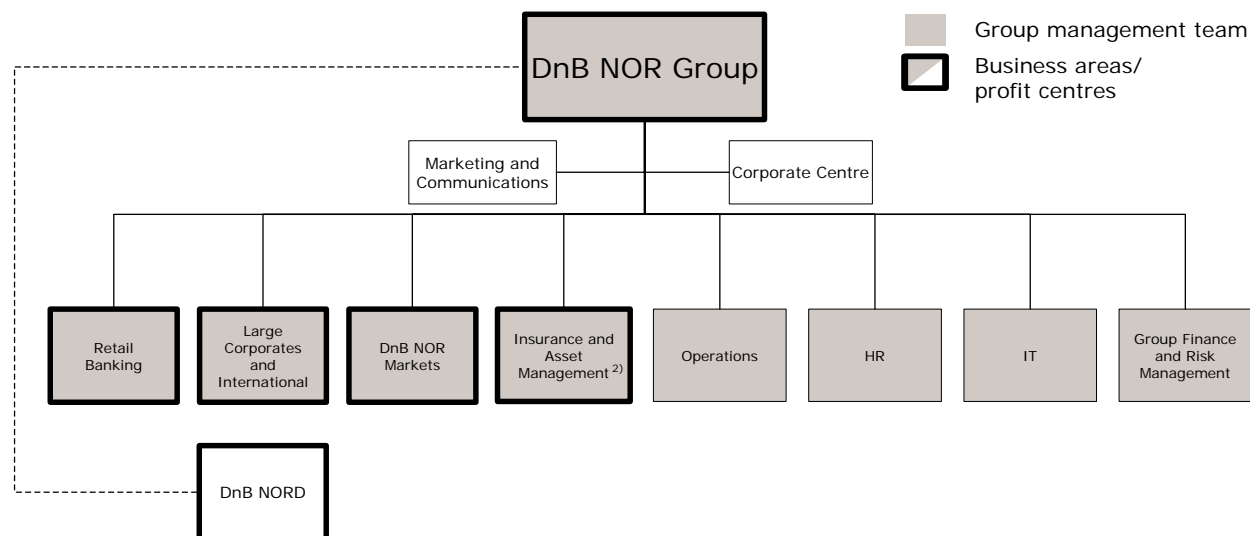 DnB NOR Group
Group management team
Business areas/
profit centres
Marketing and
Communications
Corporate Centre
Retail
Banking
Large
Corporates
and
International
DnB NOR
Markets
Insurance and
Asset
Management 2)
Operations
HR
IT
Group Finance
and Risk
Management
DnB NORD